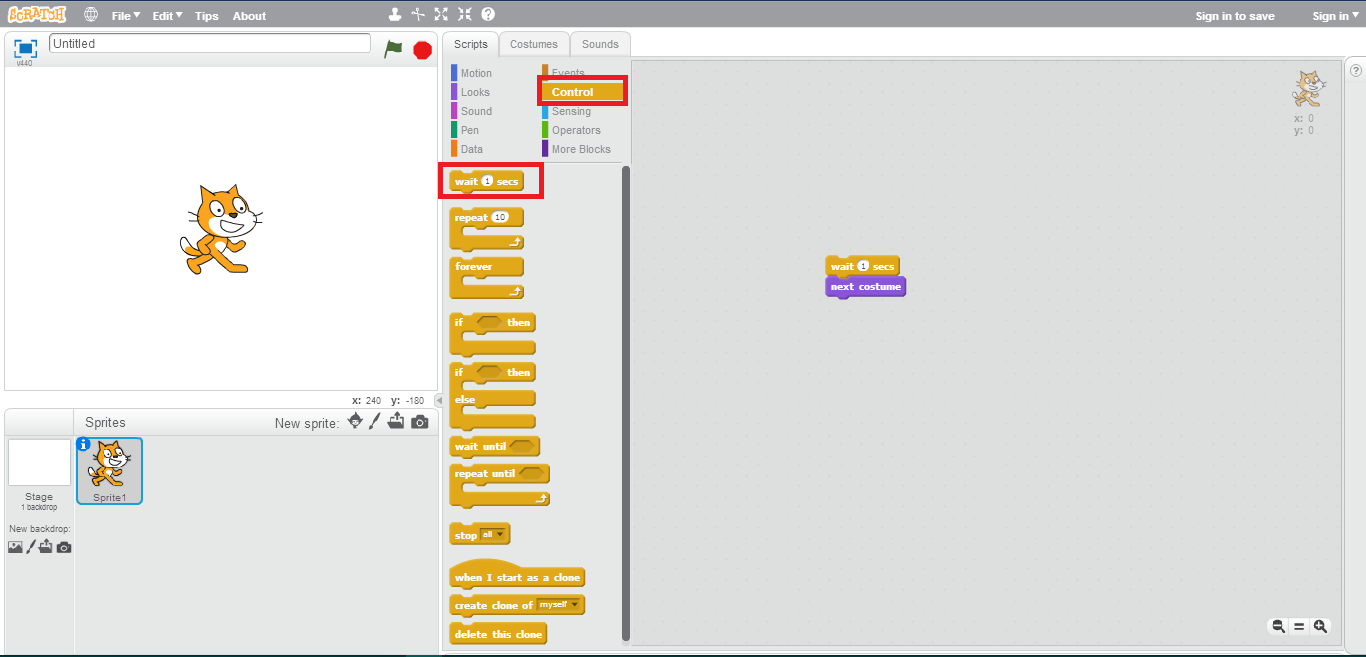 SCRATCH File Edit Tips About Sign in to save Sign in
v440
Untitled
Scripts Costumes Sounds
Motion Events
Looks Control
Sound Sensing
Pen Operators
Data More Blocks
wait 1 secs
repeat 10
forever
if then
if then
else
wait until
repeat until
stop all
when I start as a clone
create clone of myself
delete this clone
wait 1 secs
next costume
x: 0
y: 0
x: 240 y: -180
Sprites New sprite:
Sprite1
Stage
1 backdrop
New backdrop: